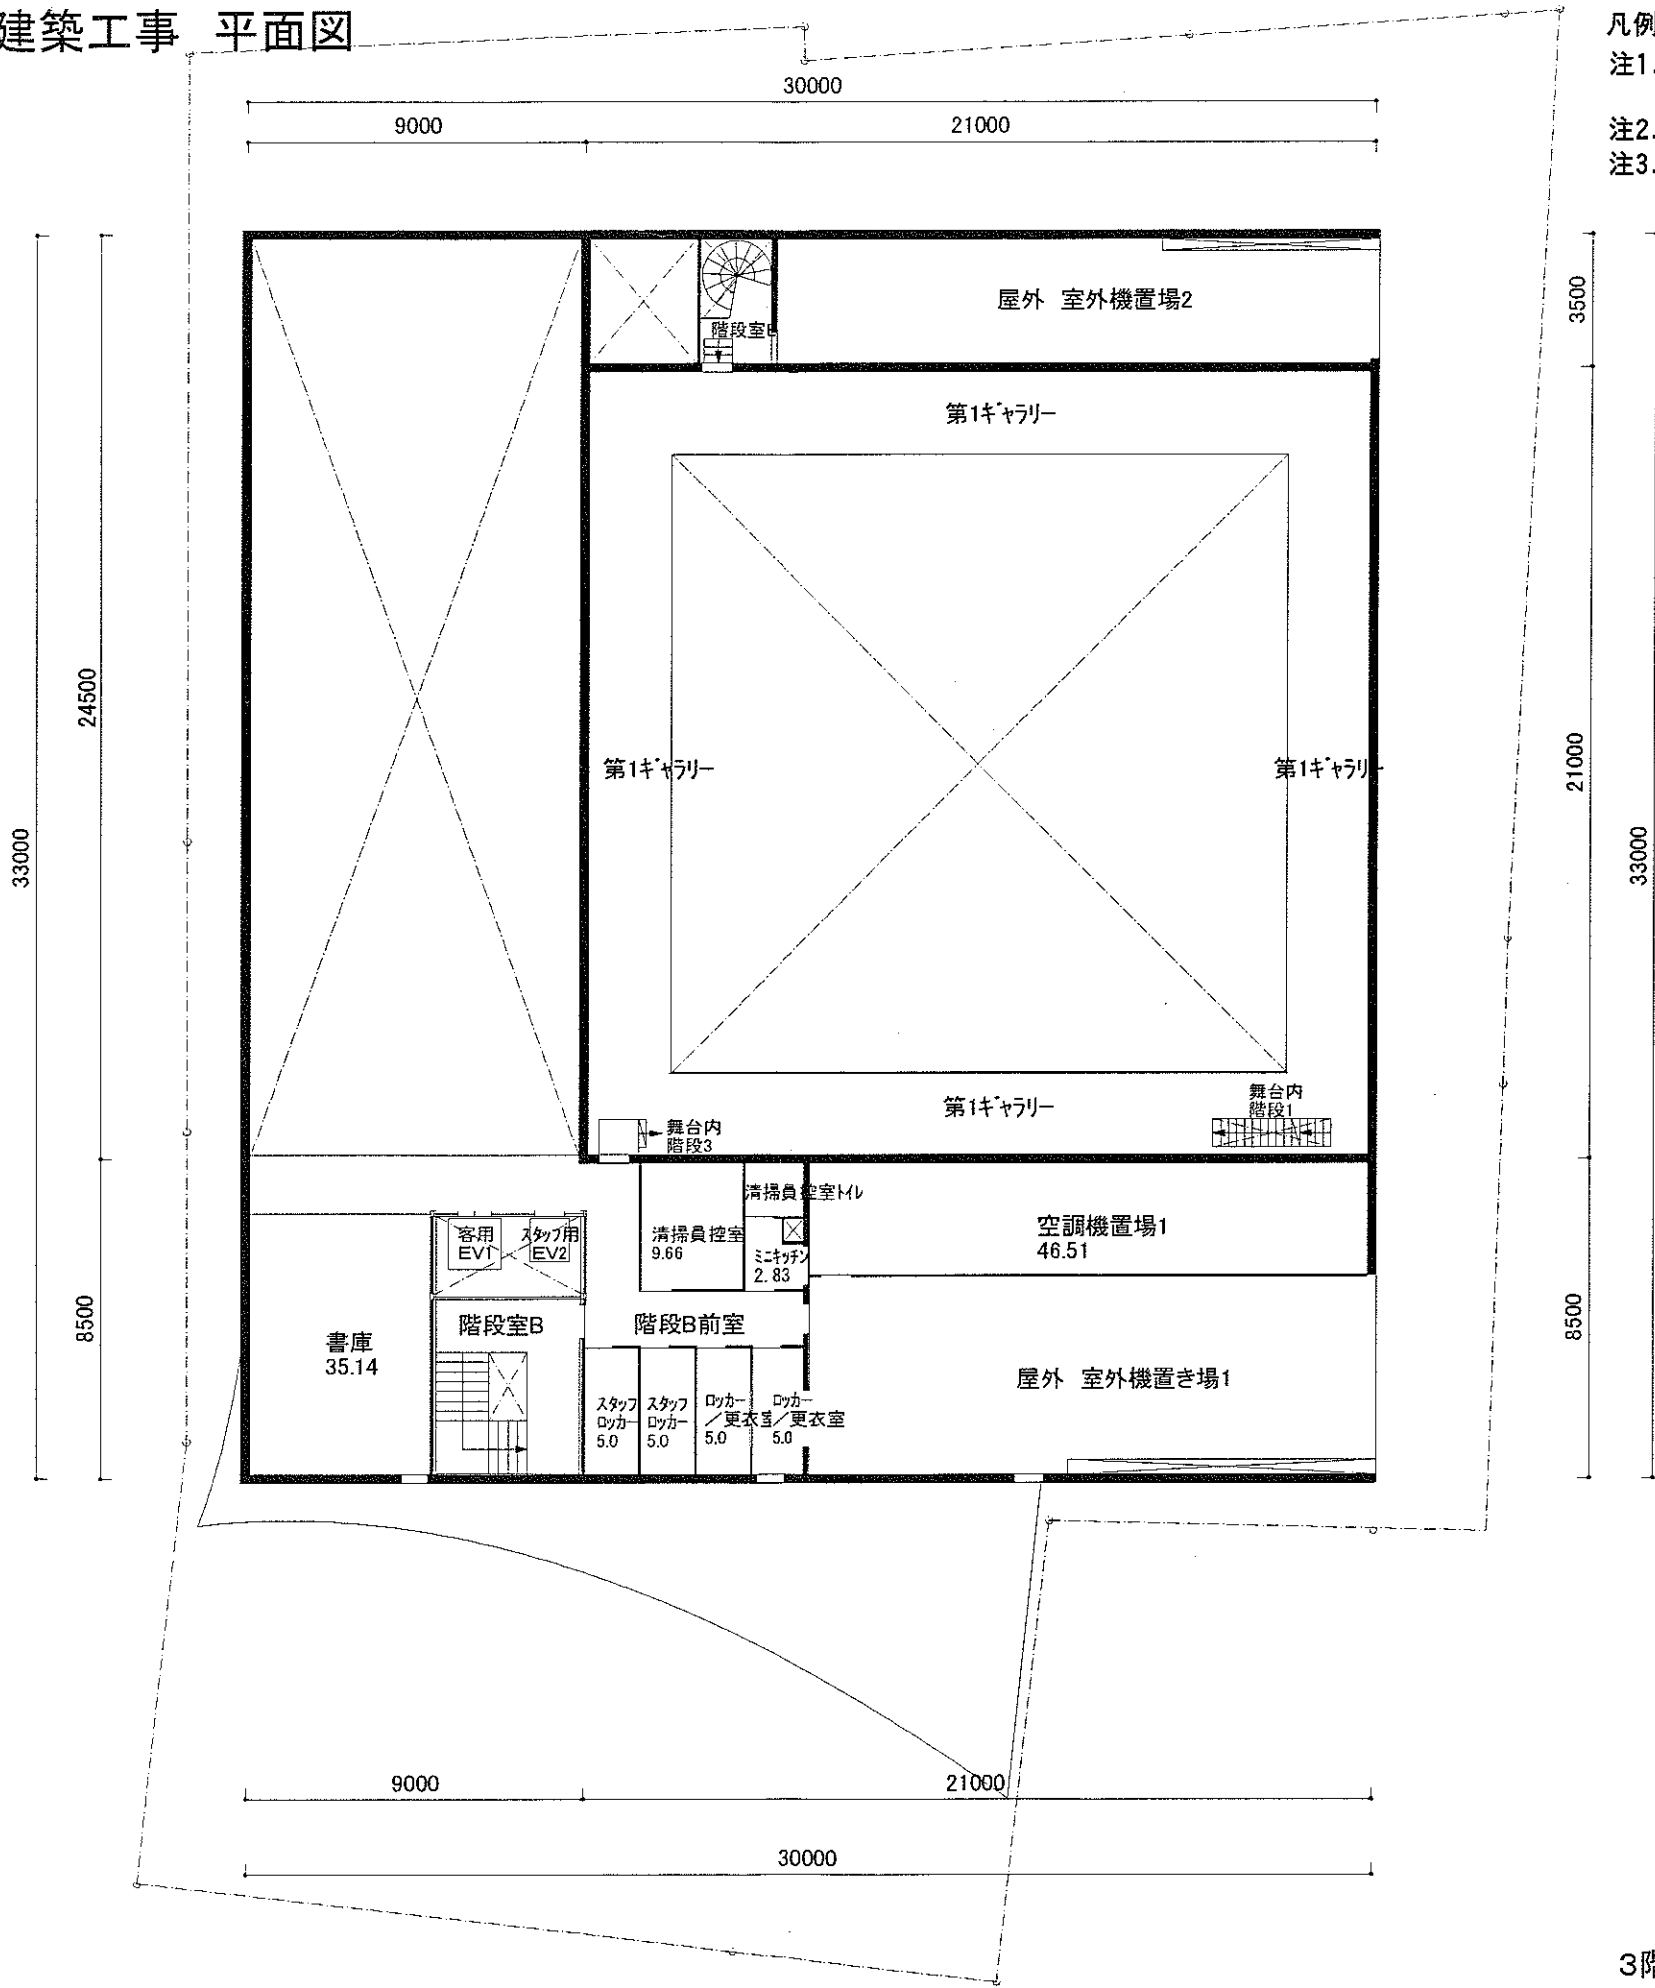 建築工事 平面図
凡例
注1.
注2.
注3.
30000
9000
21000
3500
屋外 室外機置場2
階段室E
第1ギャラリー
24500
第1ギャラリー
第1ギャラリー
21000
33000
33000
第1ギャラリー
舞台内
階段1
舞台内
階段3
清掃員控室トイレ
清掃員控室
9.66
ミニキッチン
2.83
空調機置場1
46.51
客用
EV1
スタッフ用
EV2
8500
8500
階段室B
階段B前室
書庫
35.14
屋外 室外機置き場1
スタッフ
ロッカー
5.0
スタッフ
ロッカー
5.0
ロッカー
／更衣室
5.0
ロッカー
／更衣室
5.0
9000
21000
30000
3階